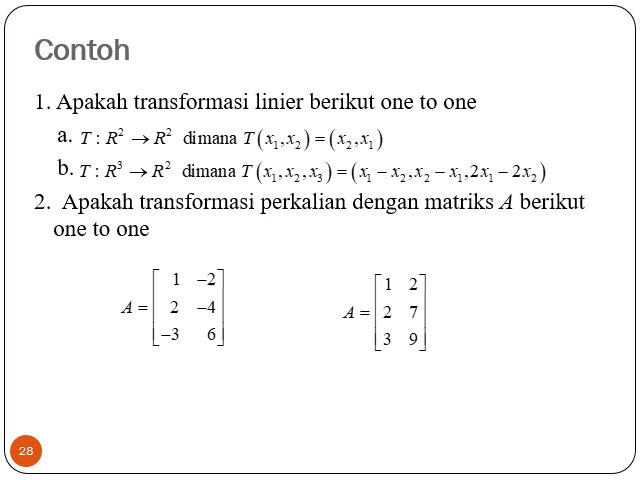 Contoh
1. Apakah transformasi linier berikut one to one
a. T : R² → R² dimana T(x₁,x₂) = (x₂,x₁)
b. T : R³ → R² dimana T(x₁,x₂,x₃) = (x₁ − x₂,x₂ − x₁,2x₁ − 2x₂)
2. Apakah transformasi perkalian dengan matriks A berikut
one to one
1 −2
A = 2 −4
−3 6
1 2
A = 2 7
3 9
28